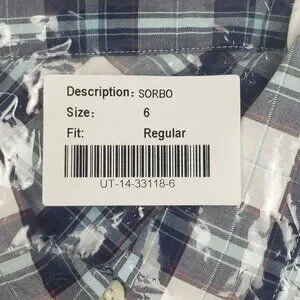 Description: SORBO
Size: 6
Fit: Regular
UT-14-33118-6